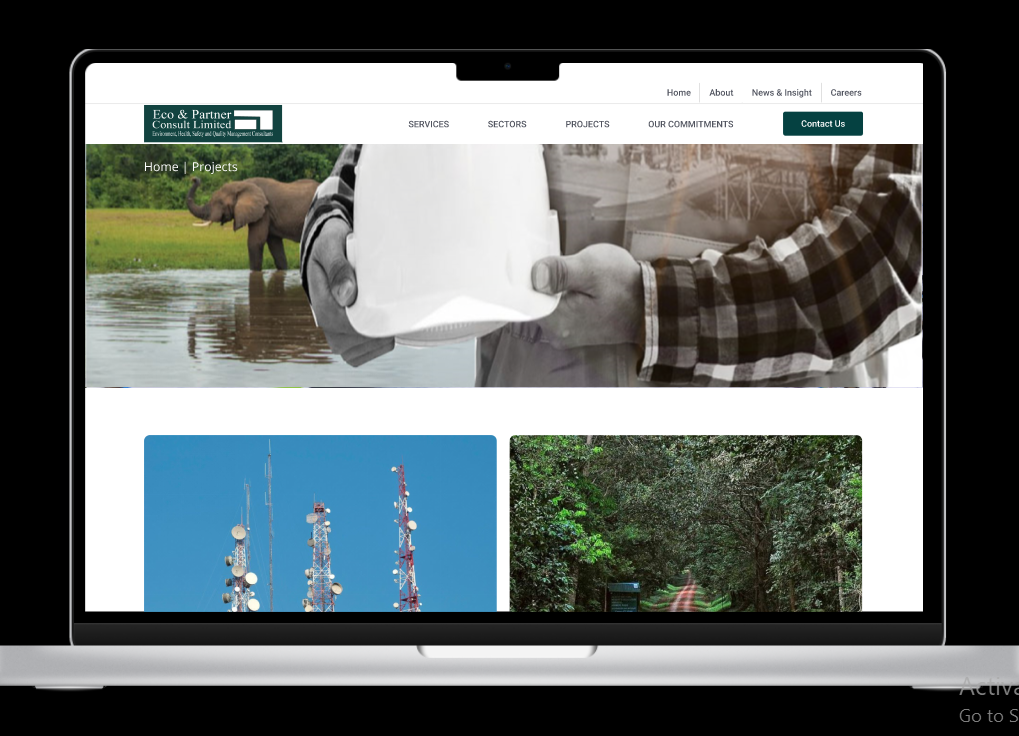 Home About News & Insight Careers
Eco & Partner
Consult Limited
Environment, Health, Safety and Quality Management Consultants
SERVICES SECTORS PROJECTS OUR COMMITMENTS Contact Us
Home | Projects
Activa
Go to S